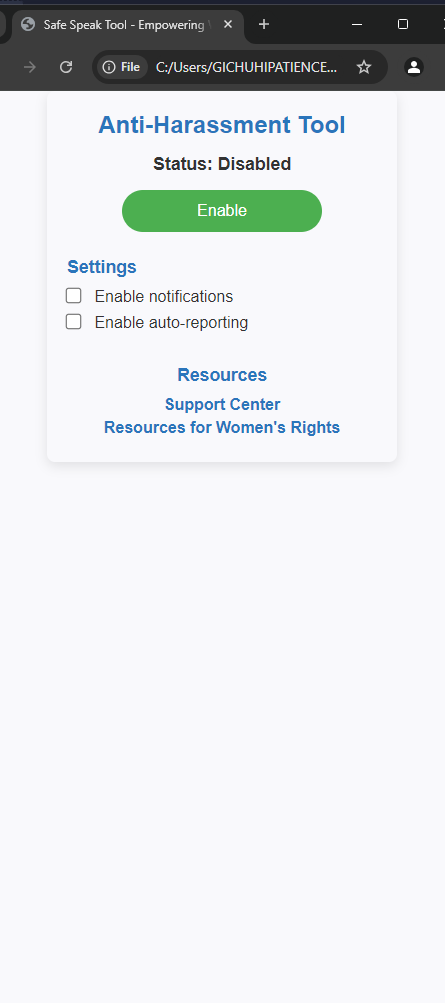 Safe Speak Tool - Empowering
File
C:/Users/GICHUHIPATIENCE...
Anti-Harassment Tool
Status: Disabled
Enable
Settings
Enable notifications
Enable auto-reporting
Resources
Support Center
Resources for Women's Rights